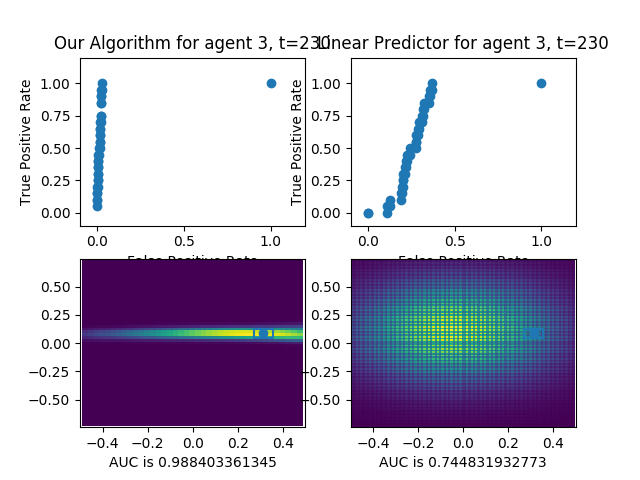 Our Algorithm for agent 3, t=230
Linear Predictor for agent 3, t=230
True Positive Rate
1.00
0.75
0.50
0.25
0.00
0.0 0.5 1.0
False Positive Rate
True Positive Rate
1.00
0.75
0.50
0.25
0.00
0.0 0.5 1.0
False Positive Rate
0.50
0.25
0.00
−0.25
−0.50
−0.4 −0.2 0.0 0.2 0.4
AUC is 0.988403361345
0.50
0.25
0.00
−0.25
−0.50
−0.4 −0.2 0.0 0.2 0.4
AUC is 0.744831932773